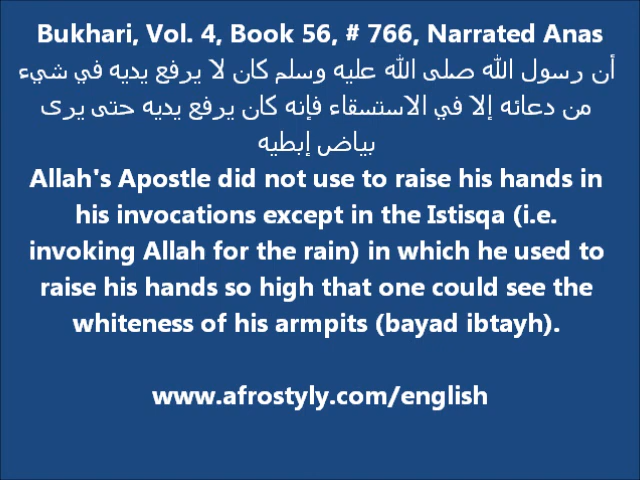 Bukhari, Vol. 4, Book 56, # 766, Narrated Anas
أن رسول الله صلى الله عليه وسلم كان لا يرفع يديه في شيء
من دعائه إلا في الاستسقاء فإنه كان يرفع يديه حتى يرى
بياض إبطيه
Allah's Apostle did not use to raise his hands in
his invocations except in the Istisqa (i.e.
invoking Allah for the rain) in which he used to
raise his hands so high that one could see the
whiteness of his armpits (bayad ibtayh).
www.afrostyly.com/english